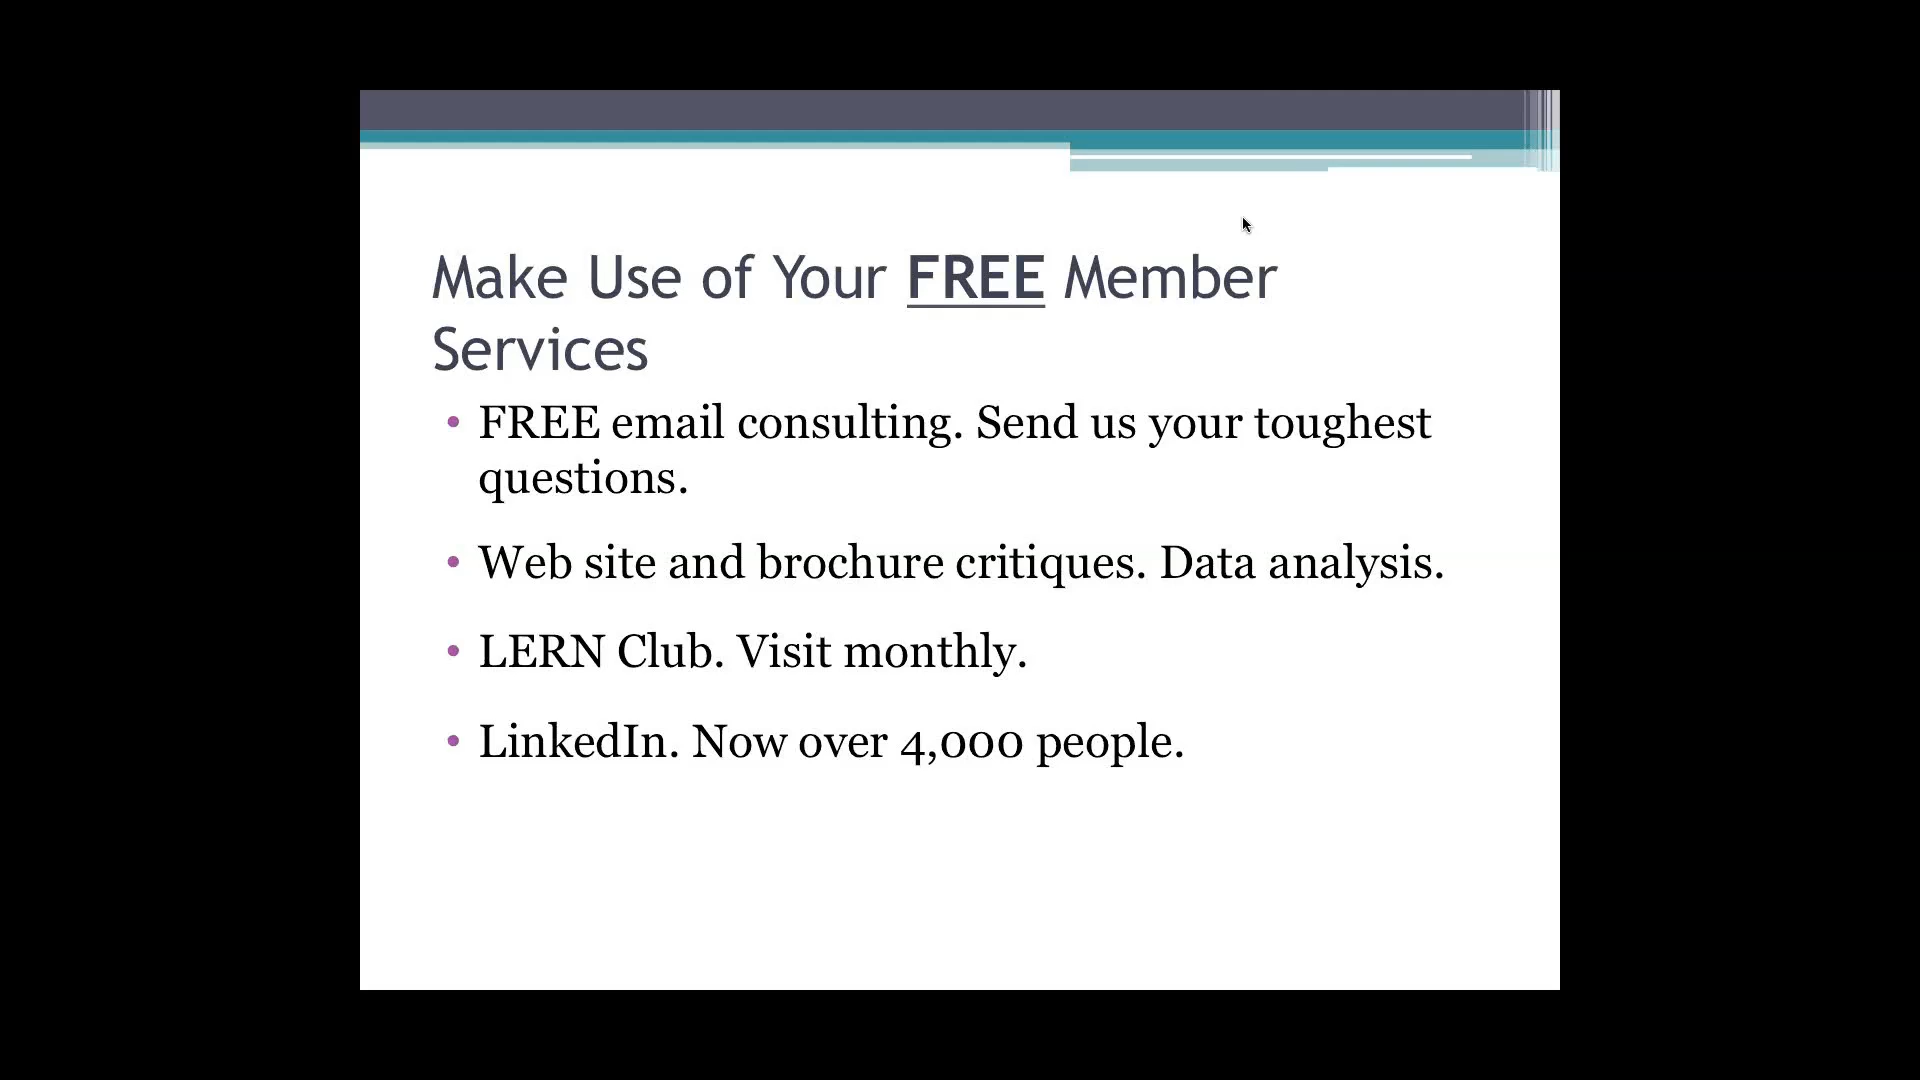 Make Use of Your FREE Member
Services
• FREE email consulting. Send us your toughest
questions.
• Web site and brochure critiques. Data analysis.
• LERN Club. Visit monthly.
• LinkedIn. Now over 4,000 people.